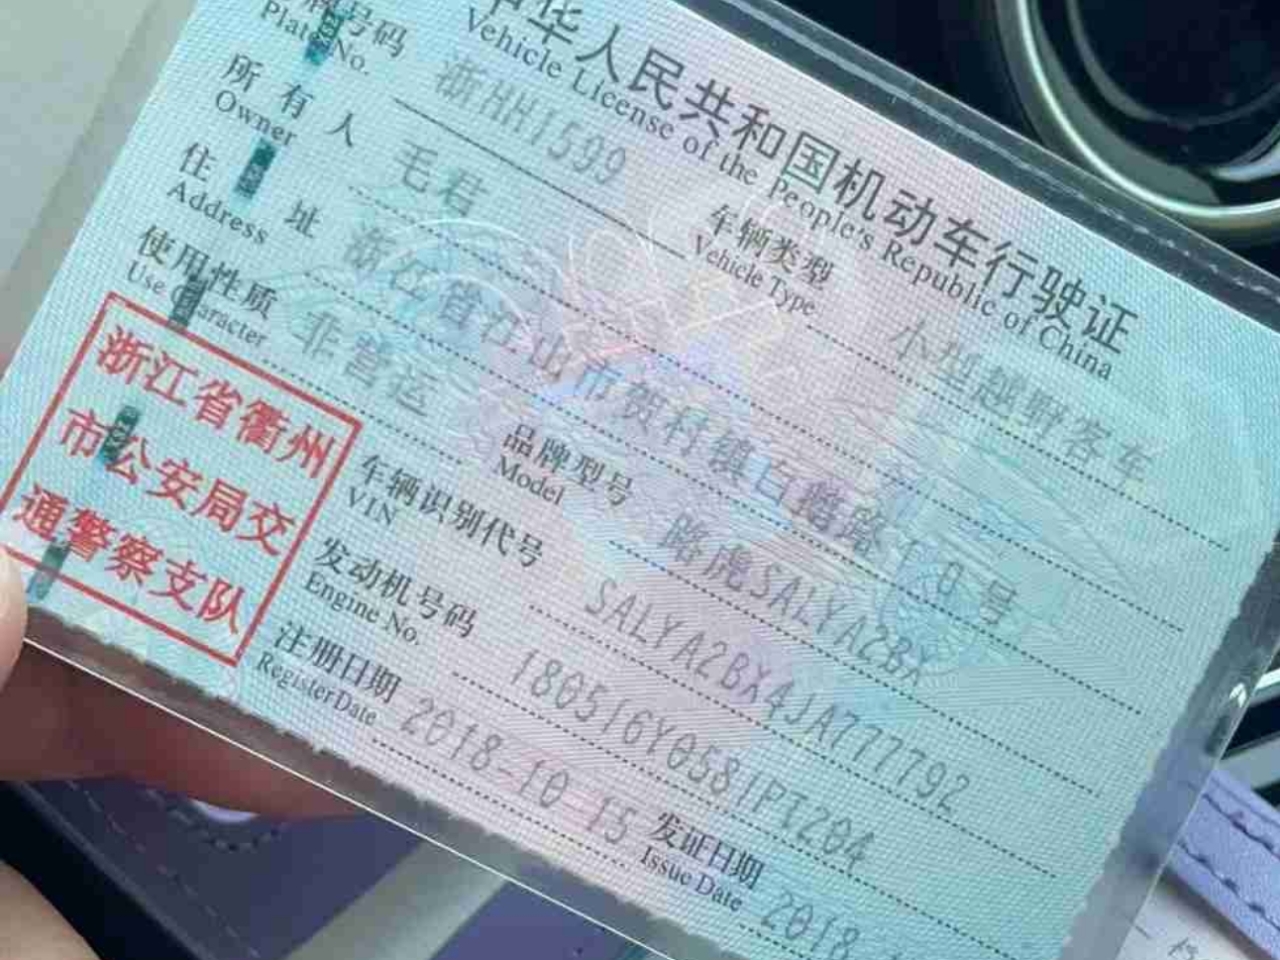 中华人民共和国机动车行驶证
Vehicle License of the People's Republic of China
号码
Plate No.
浙HH1599
车辆类型
Vehicle Type
小型越野客车
所有人
Owner
毛君
住址
Address
浙江省江山市贺村镇白 路 0号
使用性质
Use Character
非营运
品牌型号
Model
路虎SALYA2BX
浙江省衢州
市公安局交
通警察支队
车辆识别代号
VIN
SALYA2BX4JA777792
发动机号码
Engine No.
180516Y0581PT204
注册日期
Register Date
2018-10-15
发证日期
Issue Date
2018